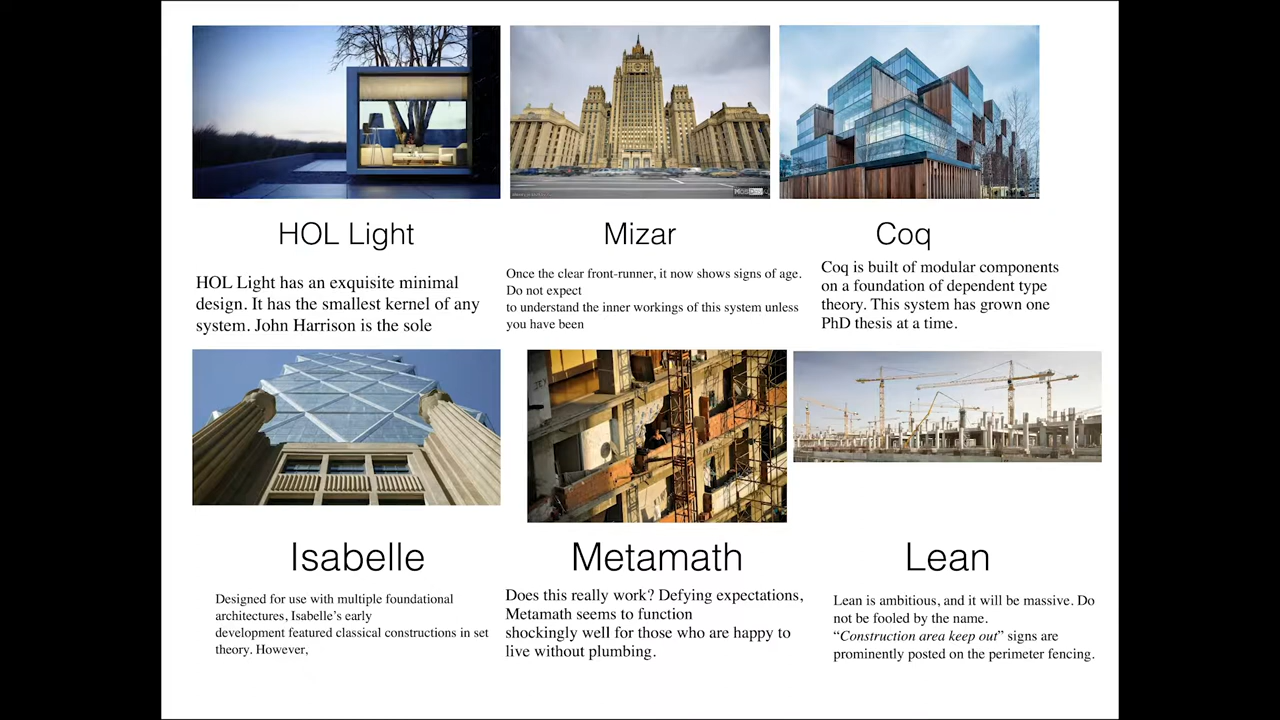 HOL Light
Mizar
Coq
HOL Light has an exquisite minimal
design. It has the smallest kernel of any
system. John Harrison is the sole
Once the clear front-runner, it now shows signs of age.
Do not expect
to understand the inner workings of this system unless
you have been
Coq is built of modular components
on a foundation of dependent type
theory. This system has grown one
PhD thesis at a time.
Isabelle
Metamath
Lean
Designed for use with multiple foundational
architectures, Isabelle’s early
development featured classical constructions in set
theory. However,
Does this really work? Defying expectations,
Metamath seems to function
shockingly well for those who are happy to
live without plumbing.
Lean is ambitious, and it will be massive. Do
not be fooled by the name.
“Construction area keep out” signs are
prominently posted on the perimeter fencing.